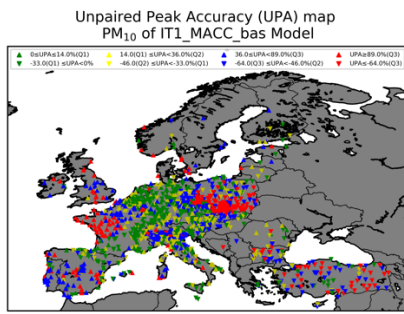 Unpaired Peak Accuracy (UPA) map
PM10 of IT1_MACC_bas Model
0≤UPA≤14.0%(Q1) 14.0(Q1) ≤UPA<36.0%(Q2) 36.0%(Q2)≤UPA<89.0%(Q3) UPA≥89.0%(Q3)
-33.0(Q1) ≤UPA<0% -46.0(Q2) ≤UPA<-33.0%(Q1) -64.0(Q3) ≤UPA<-46.0%(Q2) UPA≤-64.0%(Q3)